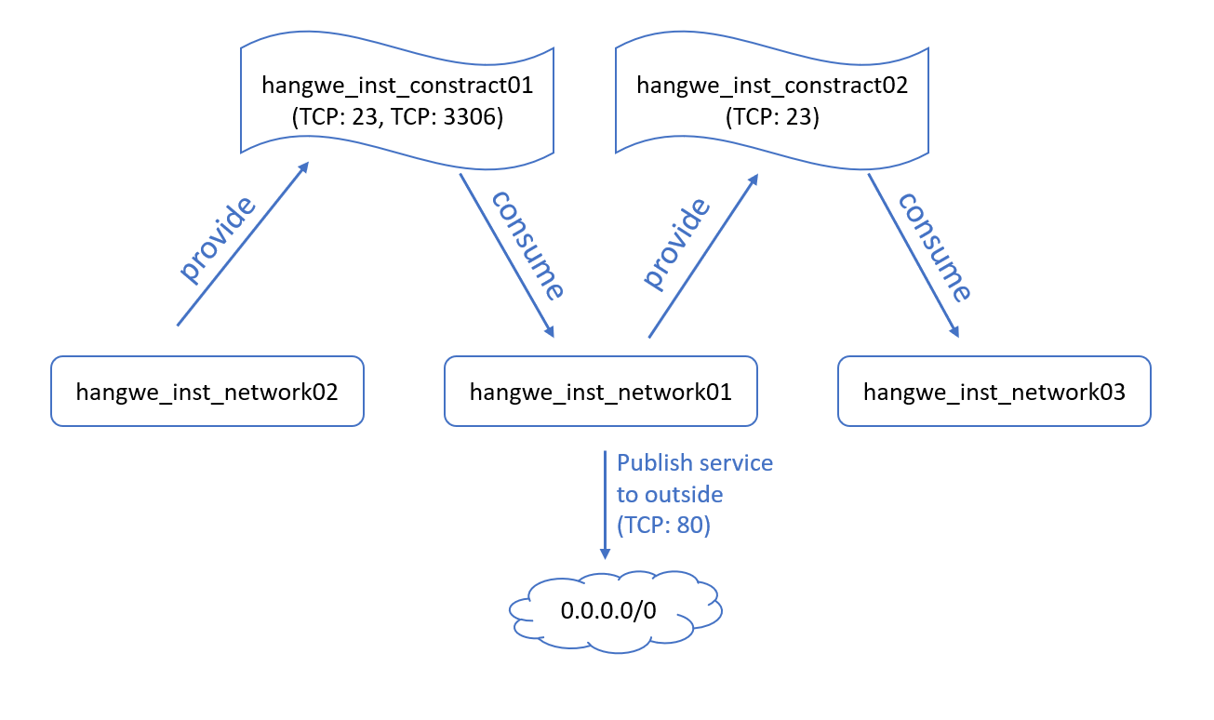 hangwe_inst_constract01
(TCP: 23, TCP: 3306)
hangwe_inst_constract02
(TCP: 23)
provide
consume
provide
consume
hangwe_inst_network02
hangwe_inst_network01
hangwe_inst_network03
Publish service
to outside
(TCP: 80)
0.0.0.0/0